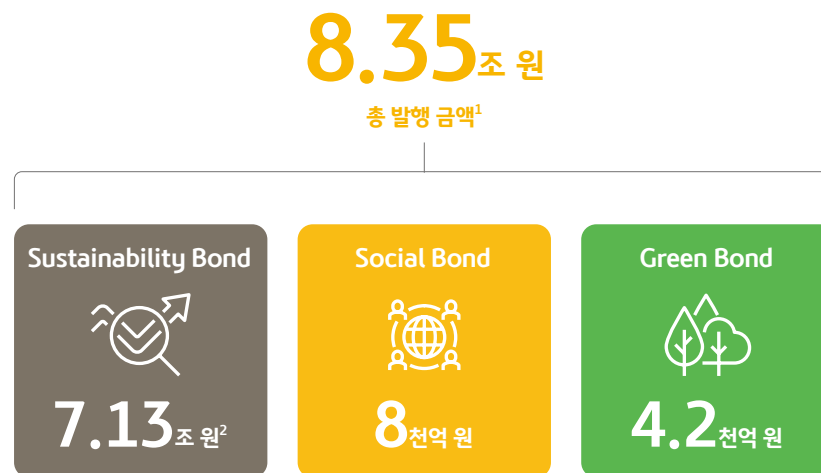 8.35조 원
총 발행 금액1
Sustainability Bond
Social Bond
Green Bond
7.13조 원2
8천억 원
4.2천억 원